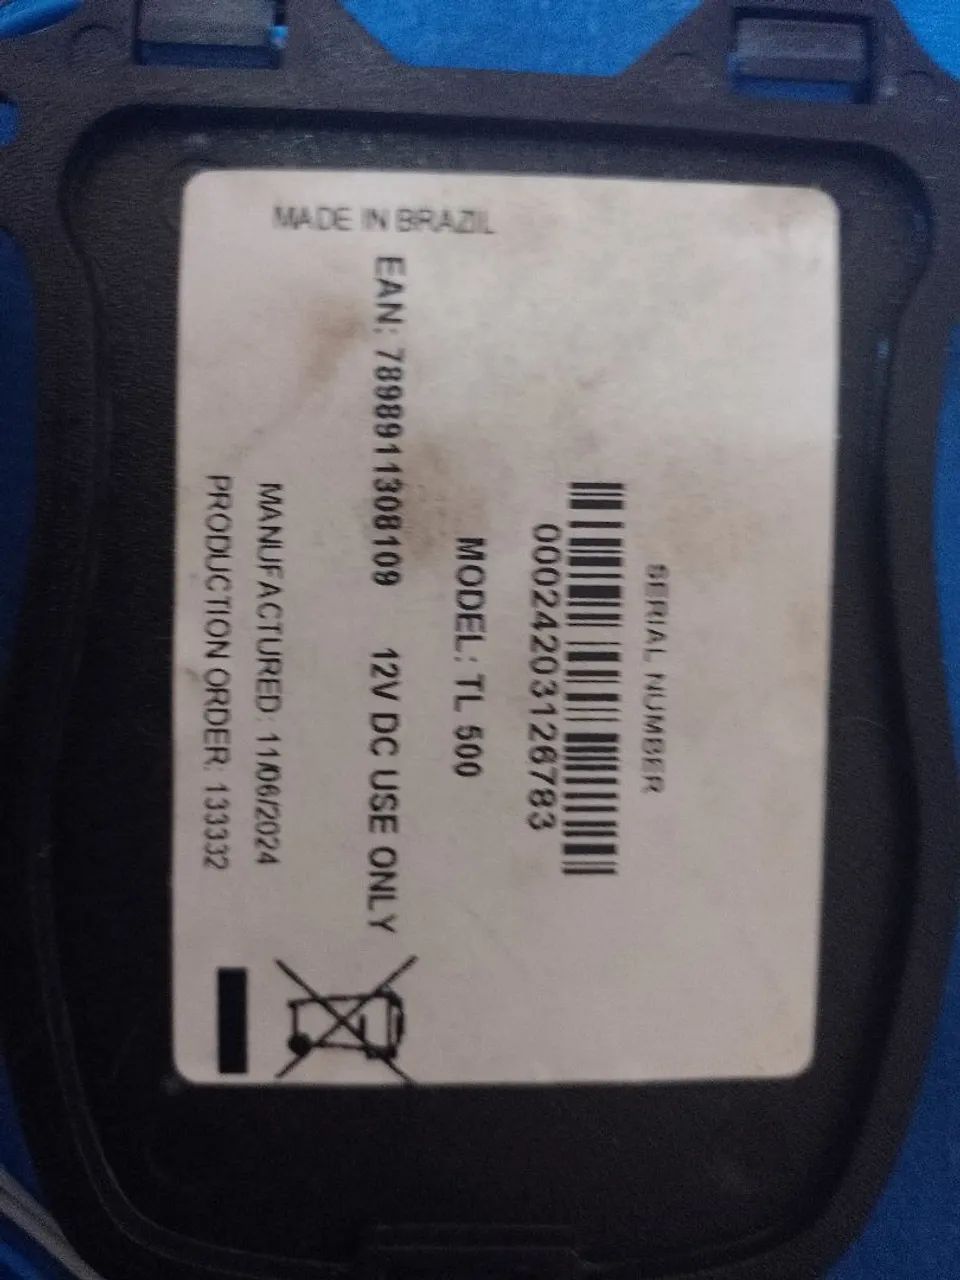 MADE IN BRAZIL
SERIAL NUMBER
00024203126783
MODEL: TL 500
EAN: 7898911308109 12V DC USE ONLY
MANUFACTURED: 11/06/2024
PRODUCTION ORDER: 133332